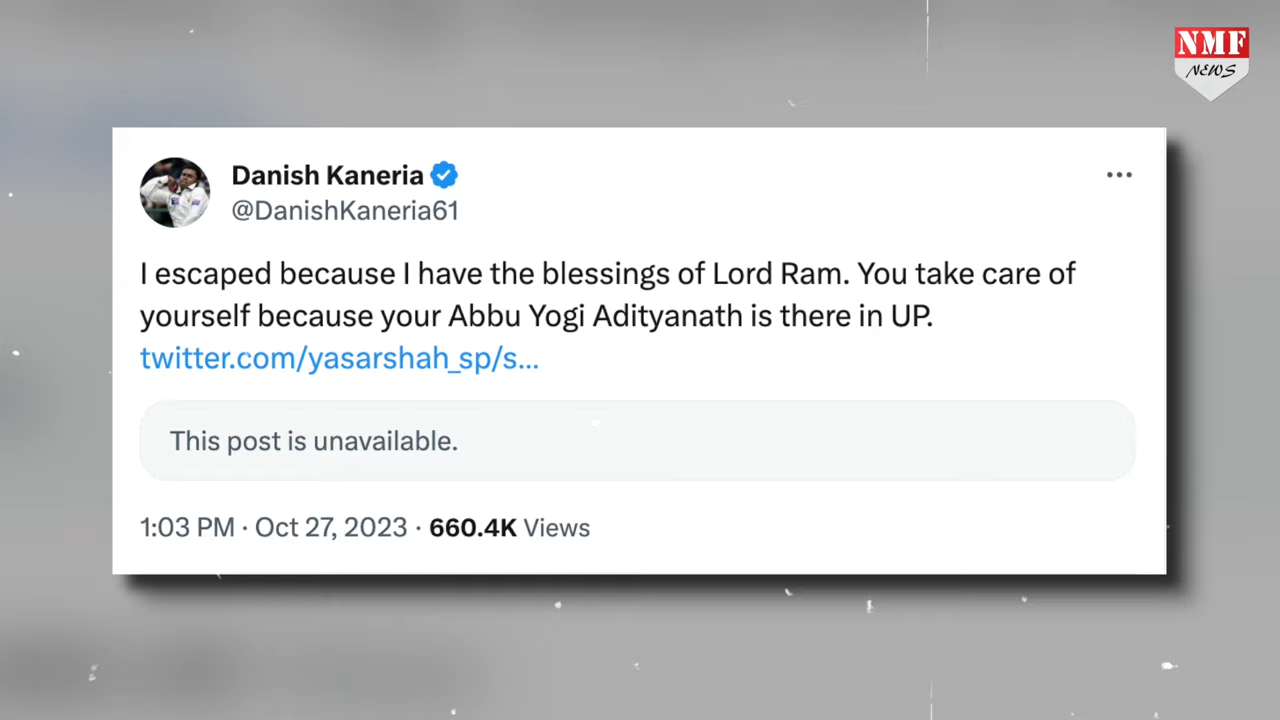 NMF
NEWS
Danish Kaneria
@DanishKaneria61
I escaped because I have the blessings of Lord Ram. You take care of
yourself because your Abbu Yogi Adityanath is there in UP.
twitter.com/yasarshah_sp/s...
This post is unavailable.
1:03 PM · Oct 27, 2023 · 660.4K Views